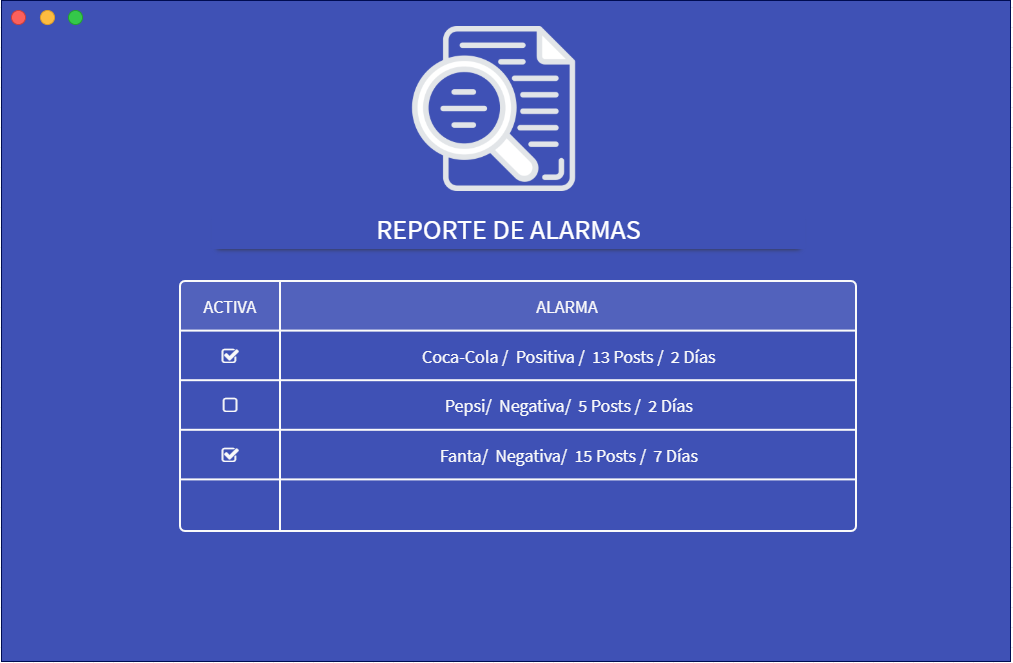 REPORTE DE ALARMAS
ACTIVA ALARMA
Coca-Cola / Positiva / 13 Posts / 2 Días
Pepsi/ Negativa/ 5 Posts / 2 Días
Fanta/ Negativa/ 15 Posts / 7 Días